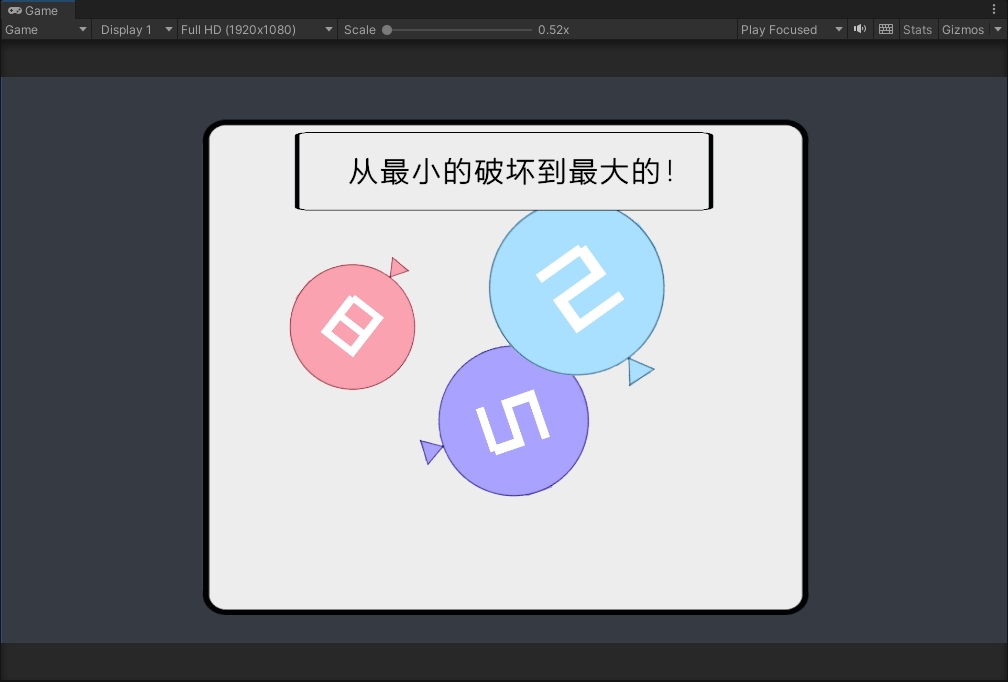 Game
Game Display 1 Full HD (1920x1080) Scale 0.52x Play Focused Stats Gizmos
从最小的破坏到最大的!
2
8
5